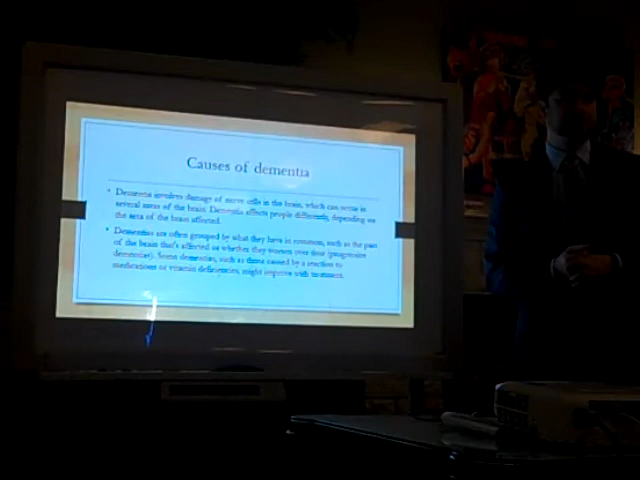 Causes of dementia
• Dementia involves damage of nerve cells in the brain, which can occur in
several areas of the brain. Dementia affects people differently, depending on
the area of the brain affected.
• Dementias are often grouped by what they have in common, such as the part
of the brain that's affected or whether they worsen over time (progressive
dementias). Some dementias, such as those caused by a reaction to
medications or vitamin deficiencies, might improve with treatment.